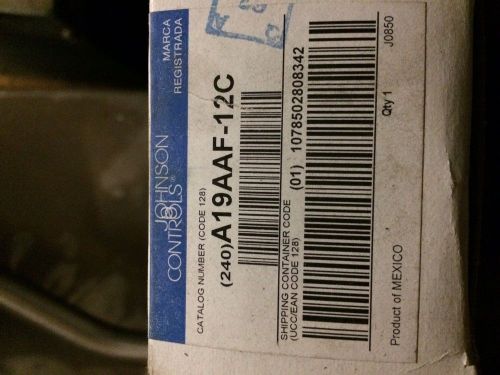 JOHNSON
CONTROLS®
MARCA
REGISTRADA
CATALOG NUMBER (CODE 128)
(240)A19AAF-12C
SHIPPING CONTAINER CODE
(UCC/EAN CODE 128)
(01) 1078502808342
Product of MEXICO
Qty 1
J0850